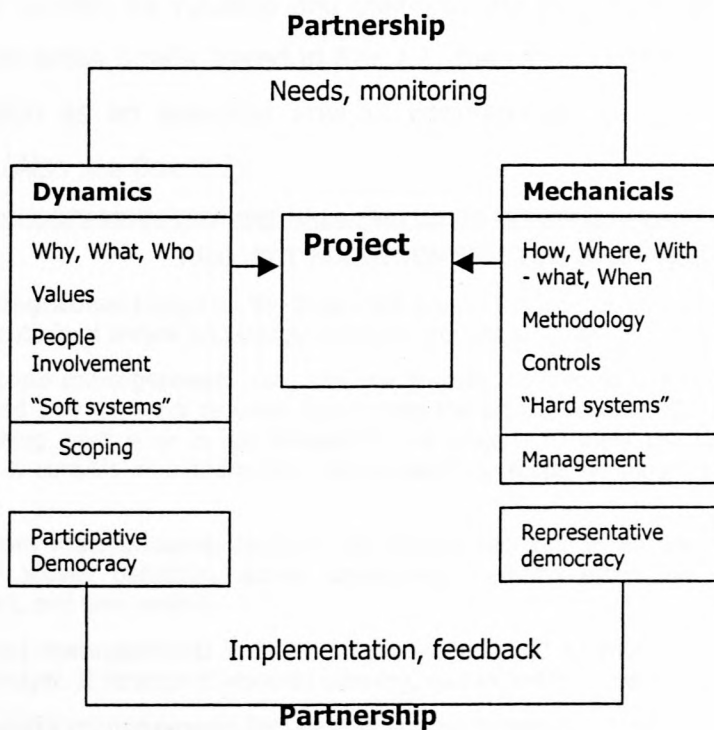 Partnership
Needs, monitoring
Dynamics
Why, What, Who
Values
People
Involvement
“Soft systems”
Scoping
Project
Mechanicals
How, Where, With
- what, When
Methodology
Controls
“Hard systems”
Management
Participative
Democracy
Representative
democracy
Implementation, feedback
Partnership